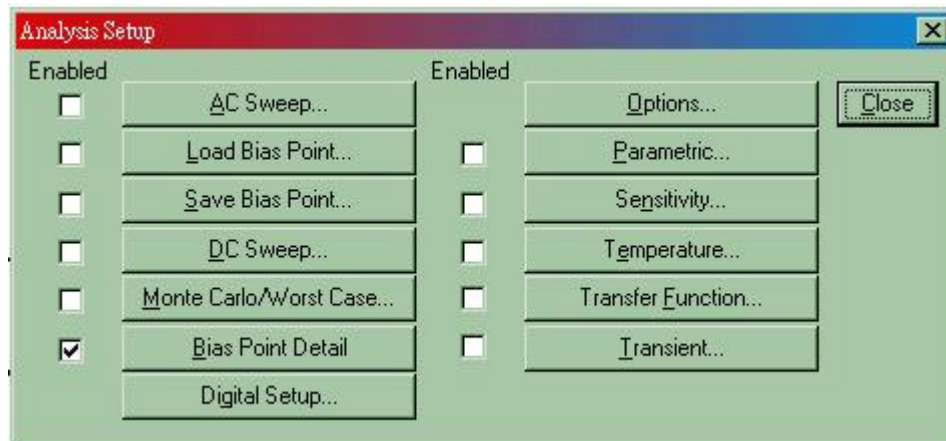 Analysis Setup
Enabled
AC Sweep...
Load Bias Point...
Save Bias Point...
DC Sweep...
Monte Carlo/Worst Case...
Bias Point Detail
Digital Setup...
Enabled
Options...
Parametric...
Sensitivity...
Temperature...
Transfer Function...
Transient...
Close